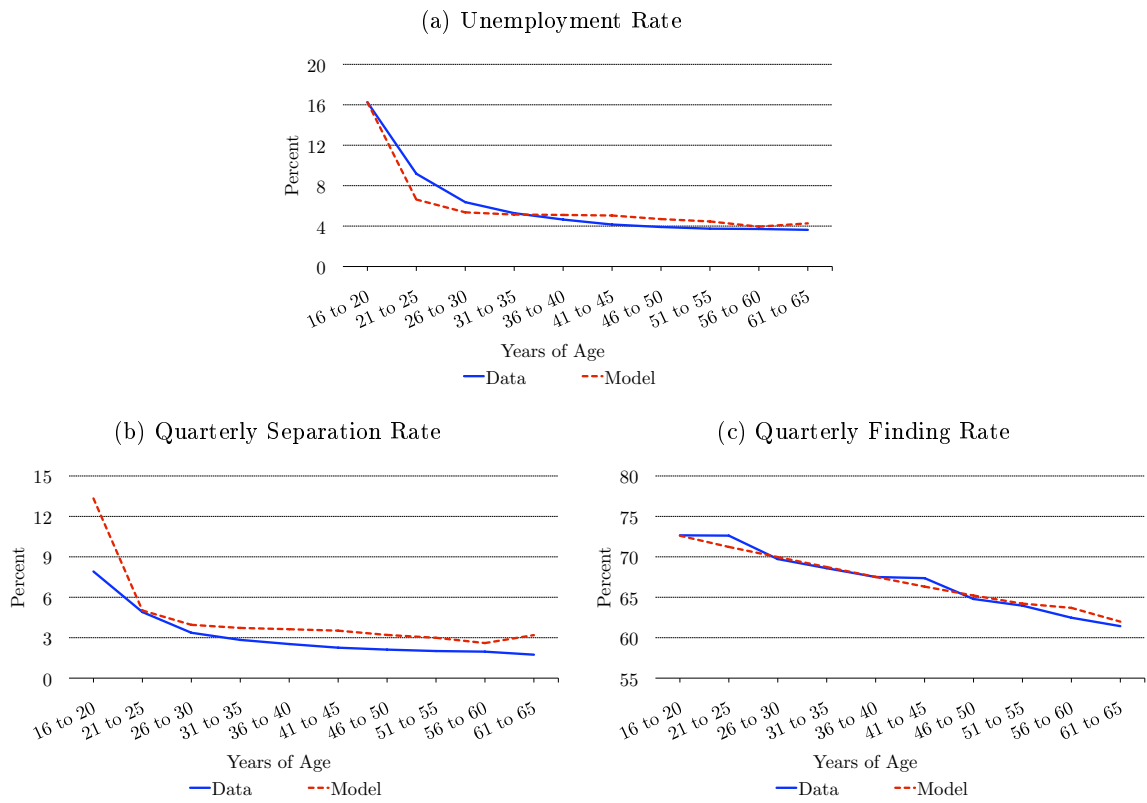 (a) Unemployment Rate
20
16
12
8
4
0
Percent
16 to 20
21 to 25
26 to 30
31 to 35
36 to 40
41 to 45
46 to 50
51 to 55
56 to 60
61 to 65
Years of Age
Data Model
(b) Quarterly Separation Rate
15
12
9
6
3
0
Percent
16 to 20
21 to 25
26 to 30
31 to 35
36 to 40
41 to 45
46 to 50
51 to 55
56 to 60
61 to 65
Years of Age
Data Model
(c) Quarterly Finding Rate
80
75
70
65
60
55
Percent
16 to 20
21 to 25
26 to 30
31 to 35
36 to 40
41 to 45
46 to 50
51 to 55
56 to 60
61 to 65
Years of Age
Data Model